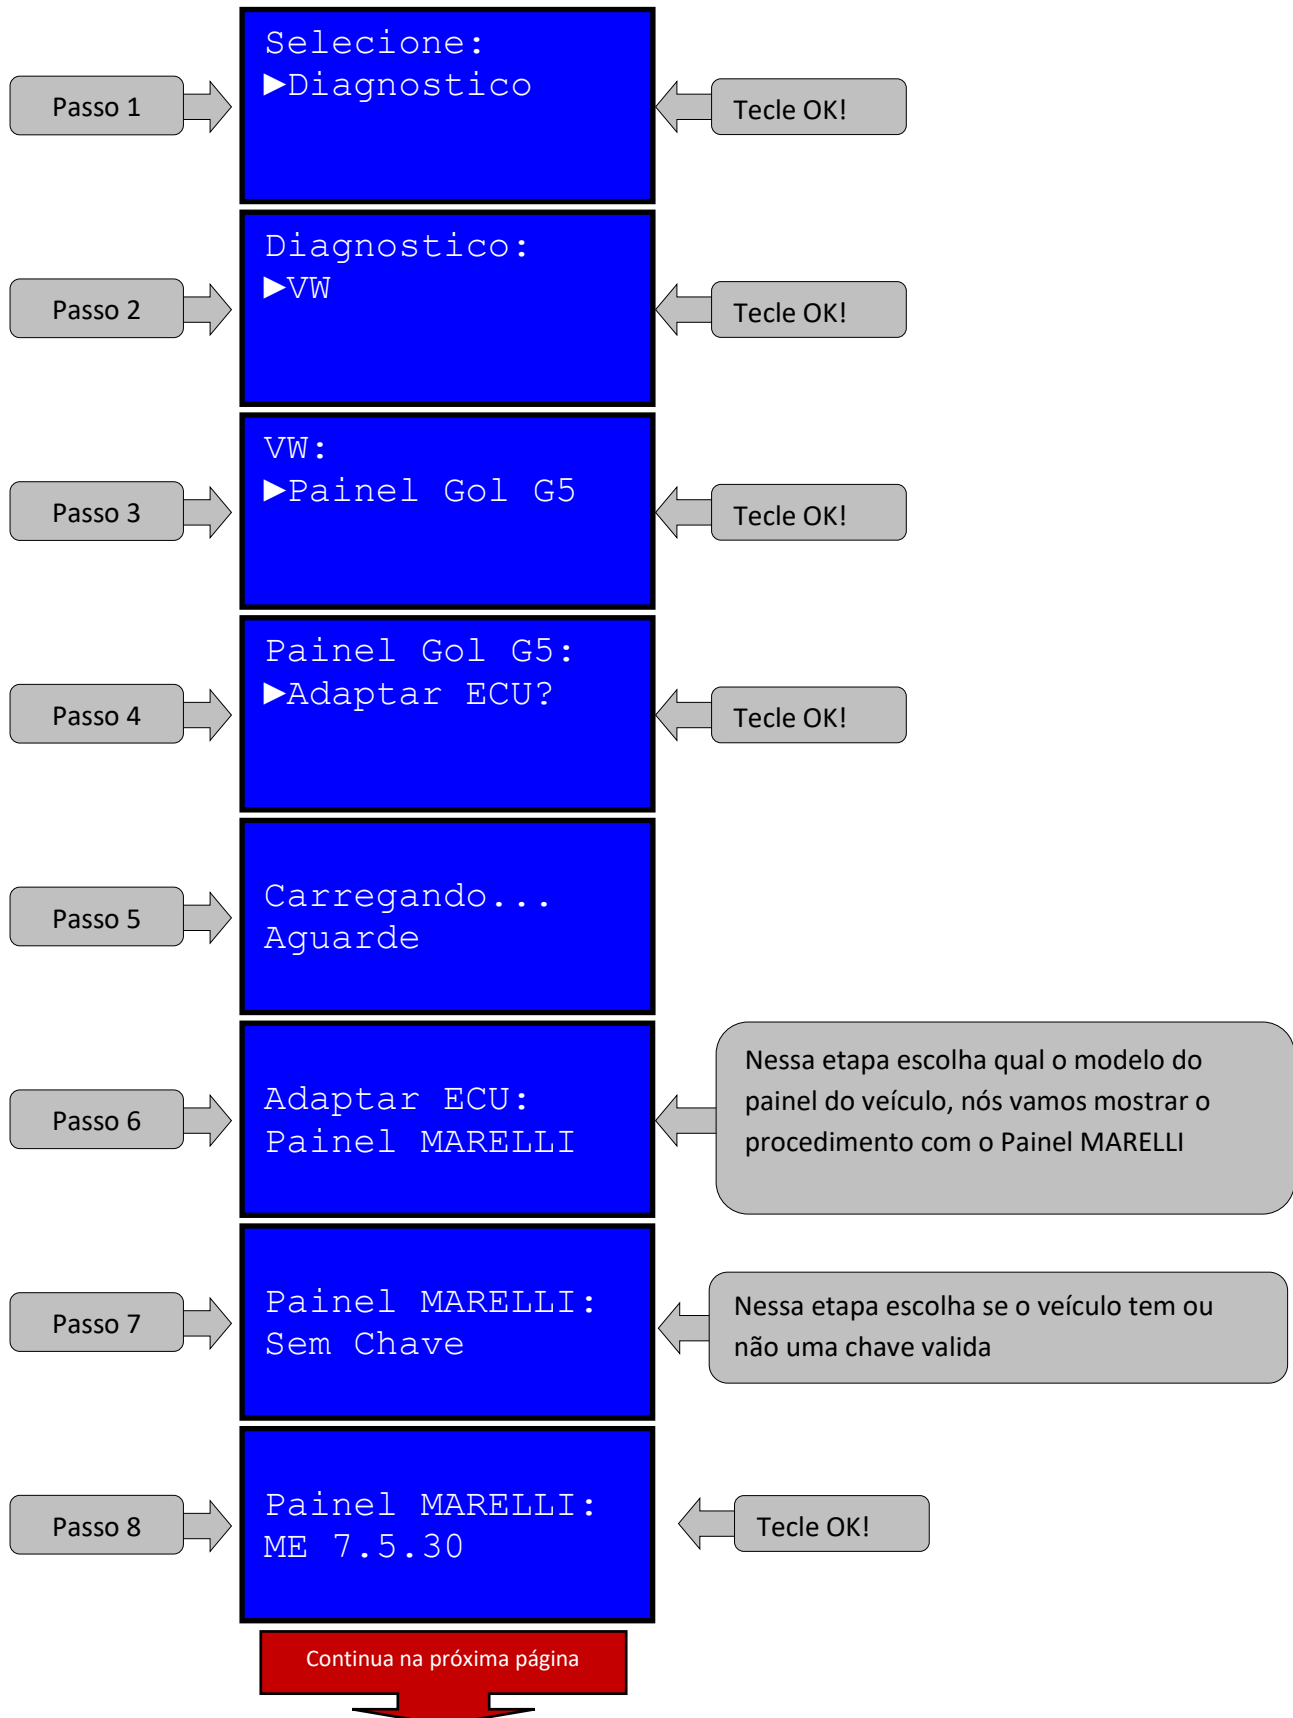 Selecione:
►Diagnostico
Passo 1
Tecle OK!
Diagnostico:
►VW
Passo 2
Tecle OK!
VW:
►Painel Gol G5
Passo 3
Tecle OK!
Painel Gol G5:
►Adaptar ECU?
Passo 4
Tecle OK!
Carregando...
Aguarde
Passo 5
Adaptar ECU:
Painel MARELLI
Passo 6
Nessa etapa escolha qual o modelo do
painel do veículo, nós vamos mostrar o
procedimento com o Painel MARELLI
Painel MARELLI:
Sem Chave
Passo 7
Nessa etapa escolha se o veículo tem ou
não uma chave valida
Painel MARELLI:
ME 7.5.30
Passo 8
Tecle OK!
Continua na próxima página